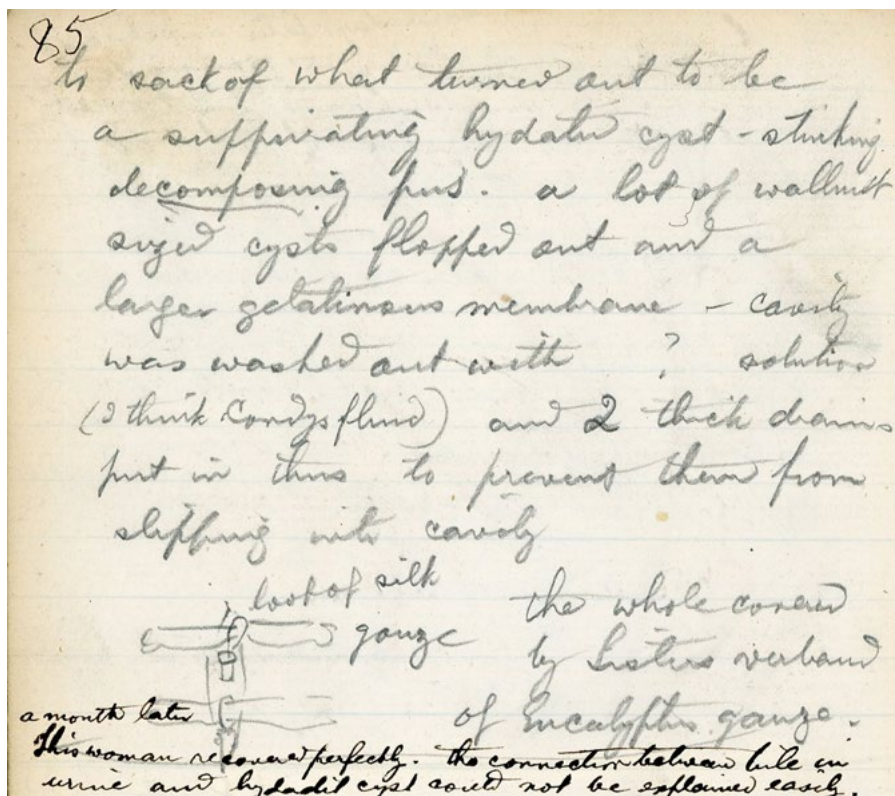 85
to sack of what turned out to be
a suppurating hydatid cyst - stinking
decomposing pus. a lot of wallnutt
sized cysts flopped out and a
large gelatinous membrane - cavity
was washed out with ? solution
(I think Condys fluid) and 2 thick drains
put in thus to prevent them from
slipping into cavity
loop of silk
gauze
the whole covered
by Sisters verband
of Eucalyptus gauze.
a month later
This woman recovered perfectly. the connection between bile in
urine and hydadit cyst could not be explained easily.